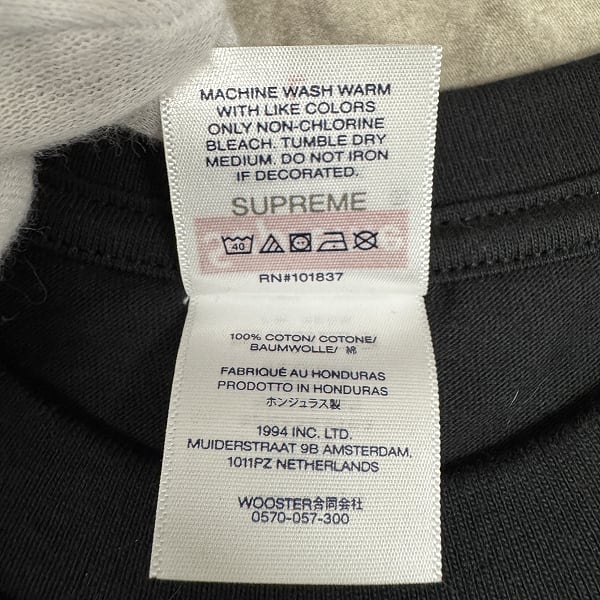 MACHINE WASH WARM
WITH LIKE COLORS
ONLY NON-CHLORINE
BLEACH. TUMBLE DRY
MEDIUM. DO NOT IRON
IF DECORATED.
SUPREME
40
RN#101837
100% COTON/ COTONE/
BAUMWOLLE/ 綿
FABRIQUÉ AU HONDURAS
PRODOTTO IN HONDURAS
ホンジュラス製
1994 INC. LTD.
MUIDERSTRAAT 9B AMSTERDAM,
1011PZ NETHERLANDS
WOOSTER合同会社
0570-057-300